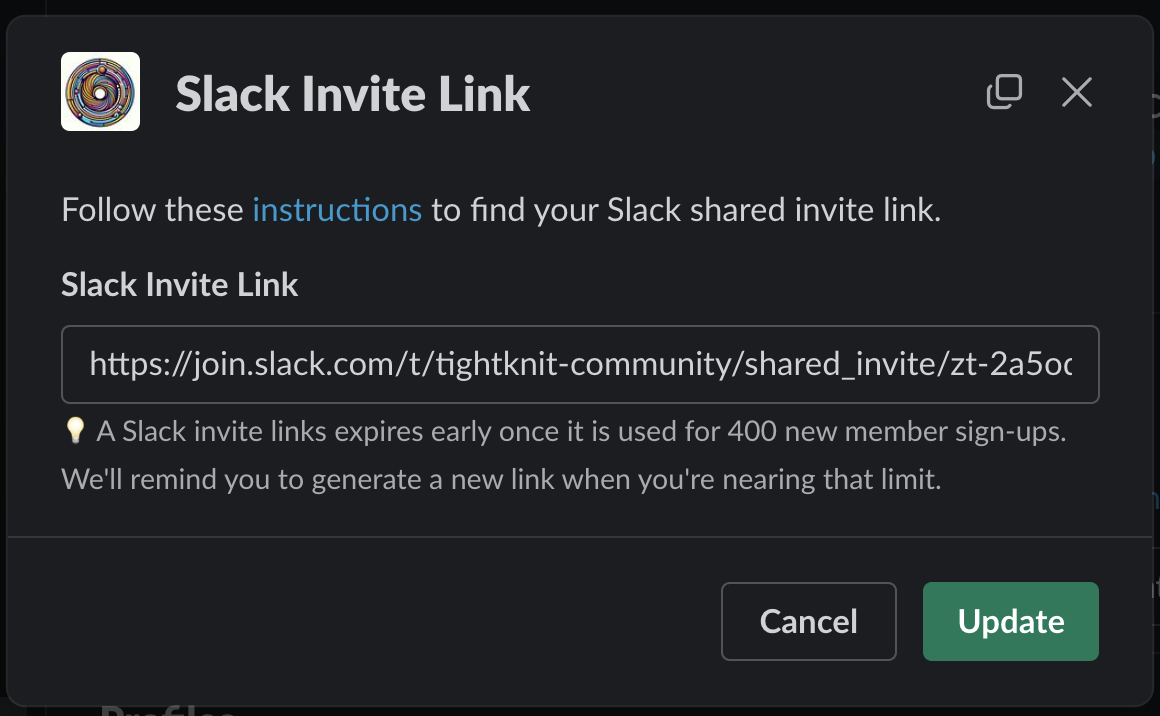 Slack Invite Link
Follow these instructions to find your Slack shared invite link.
Slack Invite Link
https://join.slack.com/t/tightknit-community/shared_invite/zt-2a5oc
💡 A Slack invite links expires early once it is used for 400 new member sign-ups.
We'll remind you to generate a new link when you're nearing that limit.
Cancel
Update
Profiles